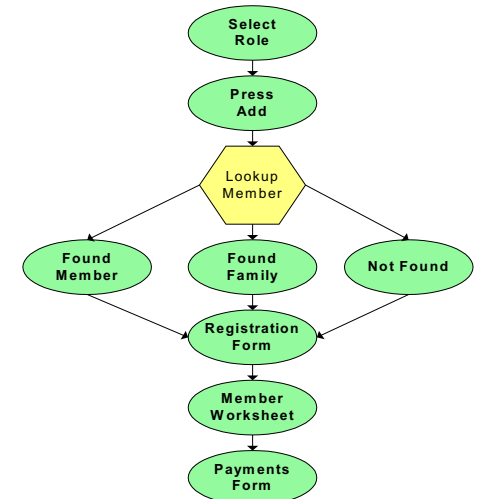 Select
Role
Press
Add
Lookup
Member
Found
Member
Found
Family
Not Found
Registration
Form
Member
Worksheet
Payments
Form